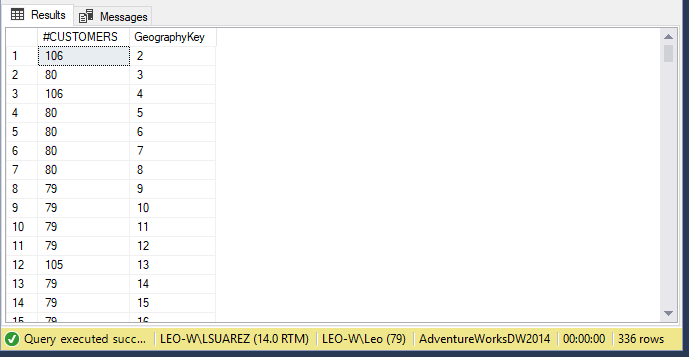 Results Messages
#CUSTOMERS GeographyKey
1 106 2
2 80 3
3 106 4
4 80 5
5 80 6
6 80 7
7 80 8
8 79 9
9 79 10
10 79 11
11 79 12
12 105 13
13 79 14
14 79 15
15 79 16
Query executed succ... LEO-W\LSUAREZ (14.0 RTM) LEO-W\Leo (79) AdventureWorksDW2014 00:00:00 336 rows